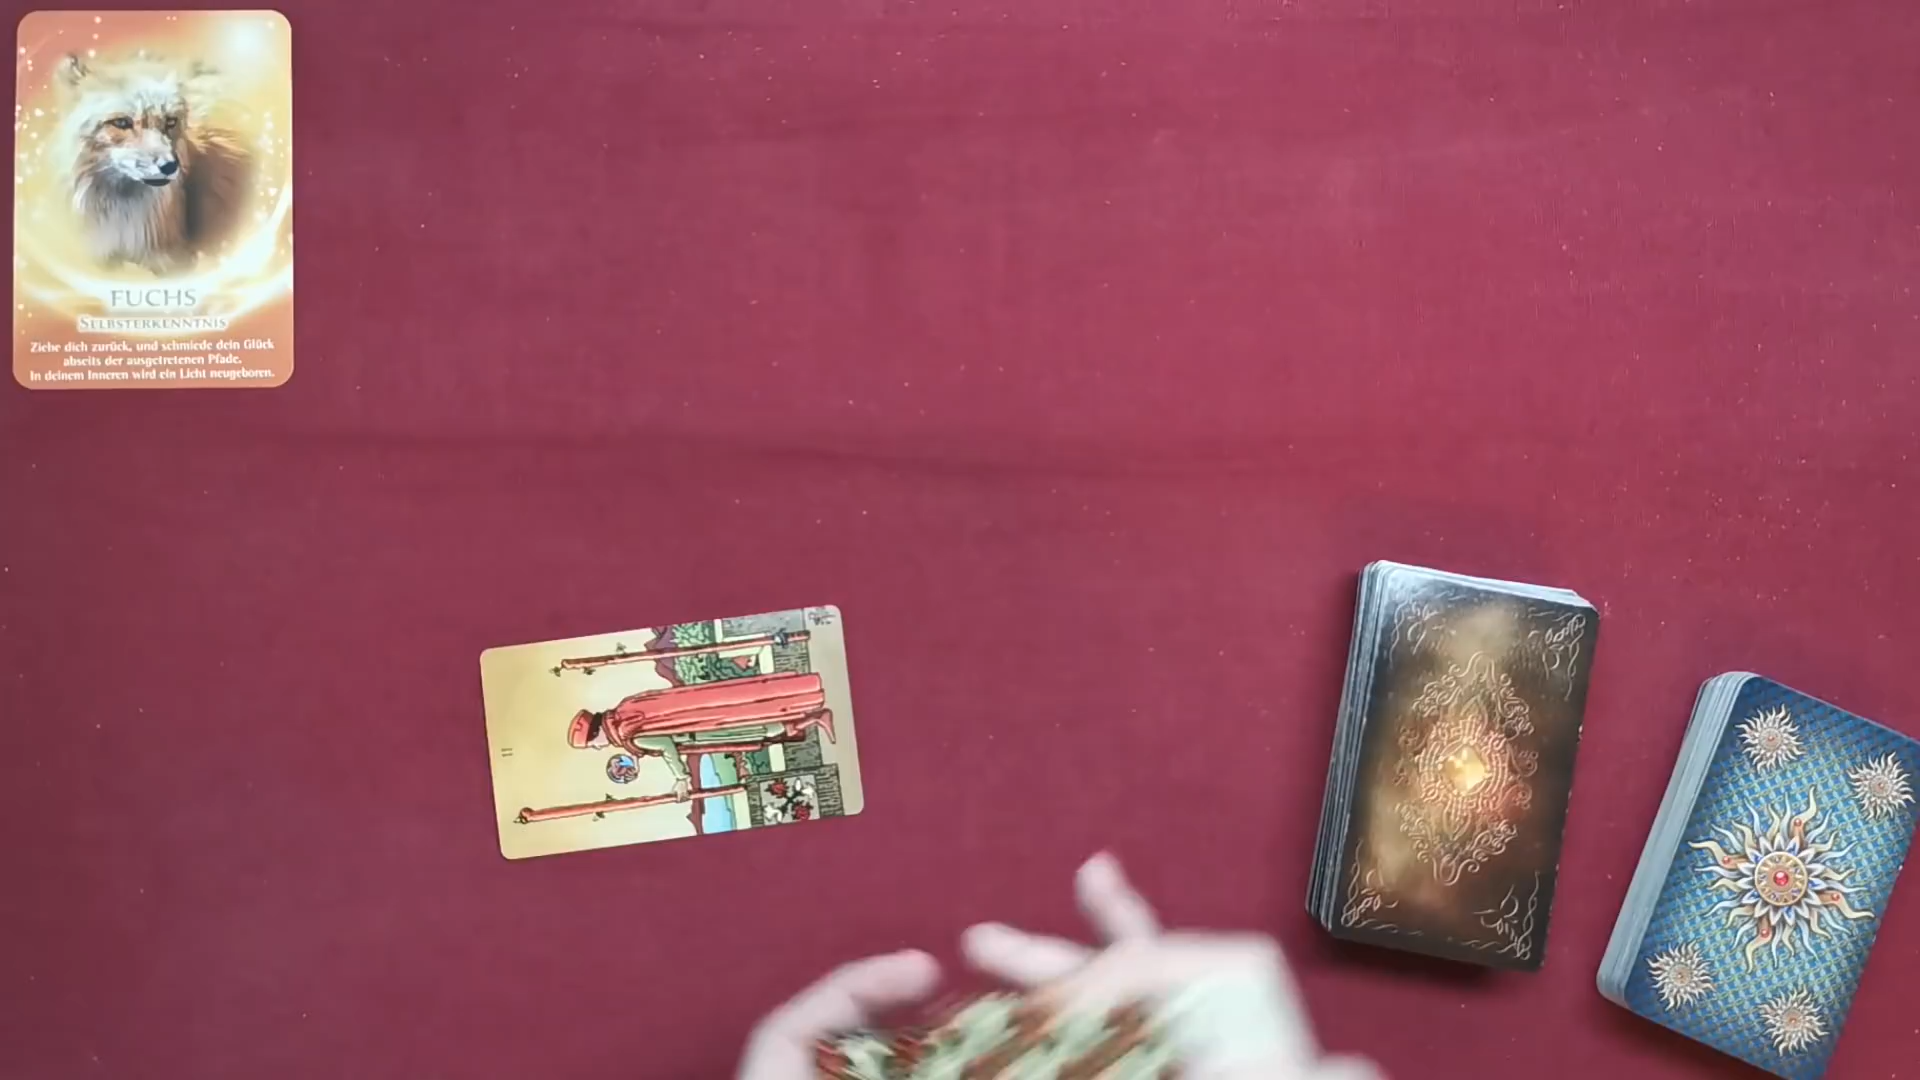 FUCHS
SELBSTERKENNTNIS
Ziehe dich zurück, und schmiede dein Glück
abseits der ausgetretenen Pfade.
In deinem Inneren wird ein Licht neugeboren.
II